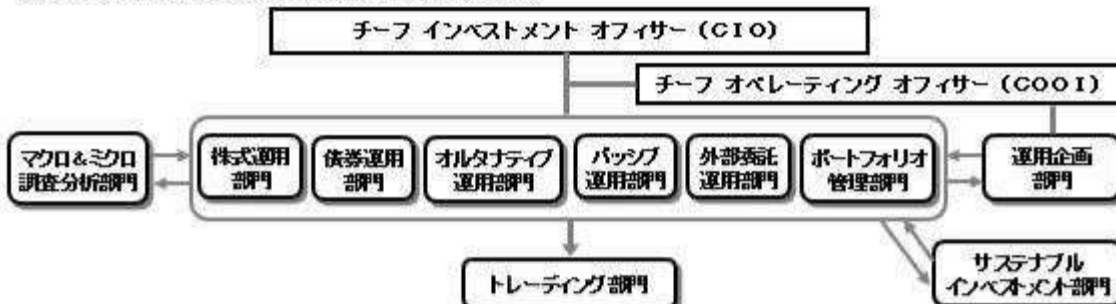 チーフ インベストメント オフィサー (CIO)
チーフ オペレーティング オフィサー (COOI)
マクロ&ミクロ
調査分析部門
株式運用
部門
債券運用
部門
オルタナティブ
運用部門
パッシブ
運用部門
外部委託
運用部門
ポートフォリオ
管理部門
運用企画
部門
トレーディング部門
サステナブル
インベストメント部門